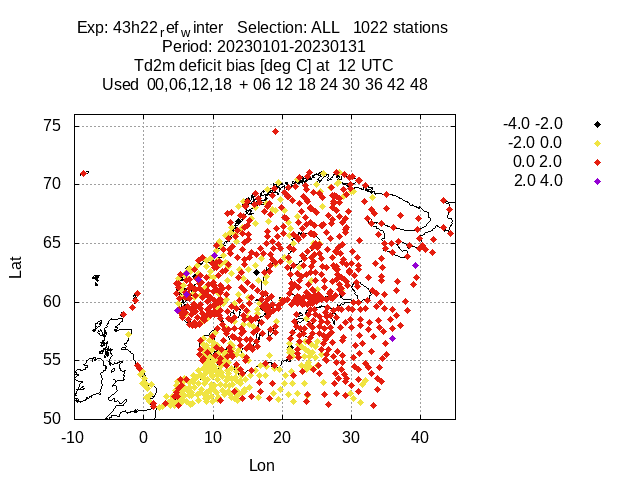 Exp: 43h22ref winter   Selection: ALL   1022 stations
Period: 20230101-20230131
Td2m deficit bias [deg C] at  12 UTC
Used  00,06,12,18  + 06 12 18 24 30 36 42 48
-4.0 -2.0
-2.0 0.0
0.0 2.0
2.0 4.0
75
70
65
60
55
50
Lat
-10 0 10 20 30 40
Lon